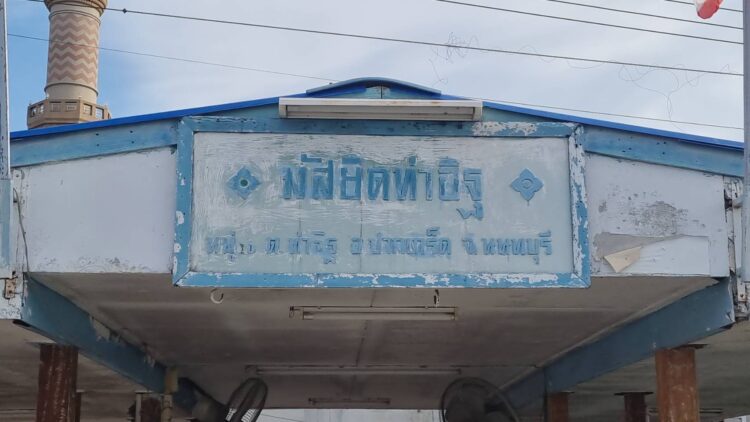 มัสยิดท่าอิฐ
หมู่ ๖ ต.ท่าอิฐ อ.ปากเกร็ด จ.นนทบุรี